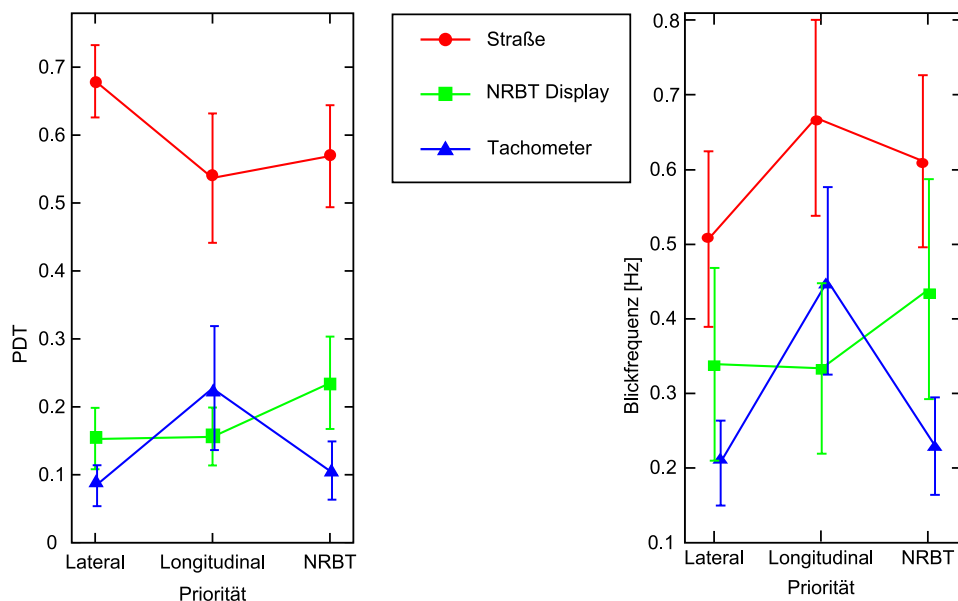 0.7
0.6
0.5
0.4
0.3
0.2
0.1
0
PDT
Lateral Longitudinal NRBT
Priorität
Straße
NRBT Display
Tachometer
0.8
0.7
0.6
0.5
0.4
0.3
0.2
0.1
Blickfrequenz [Hz]
Lateral Longitudinal NRBT
Priorität